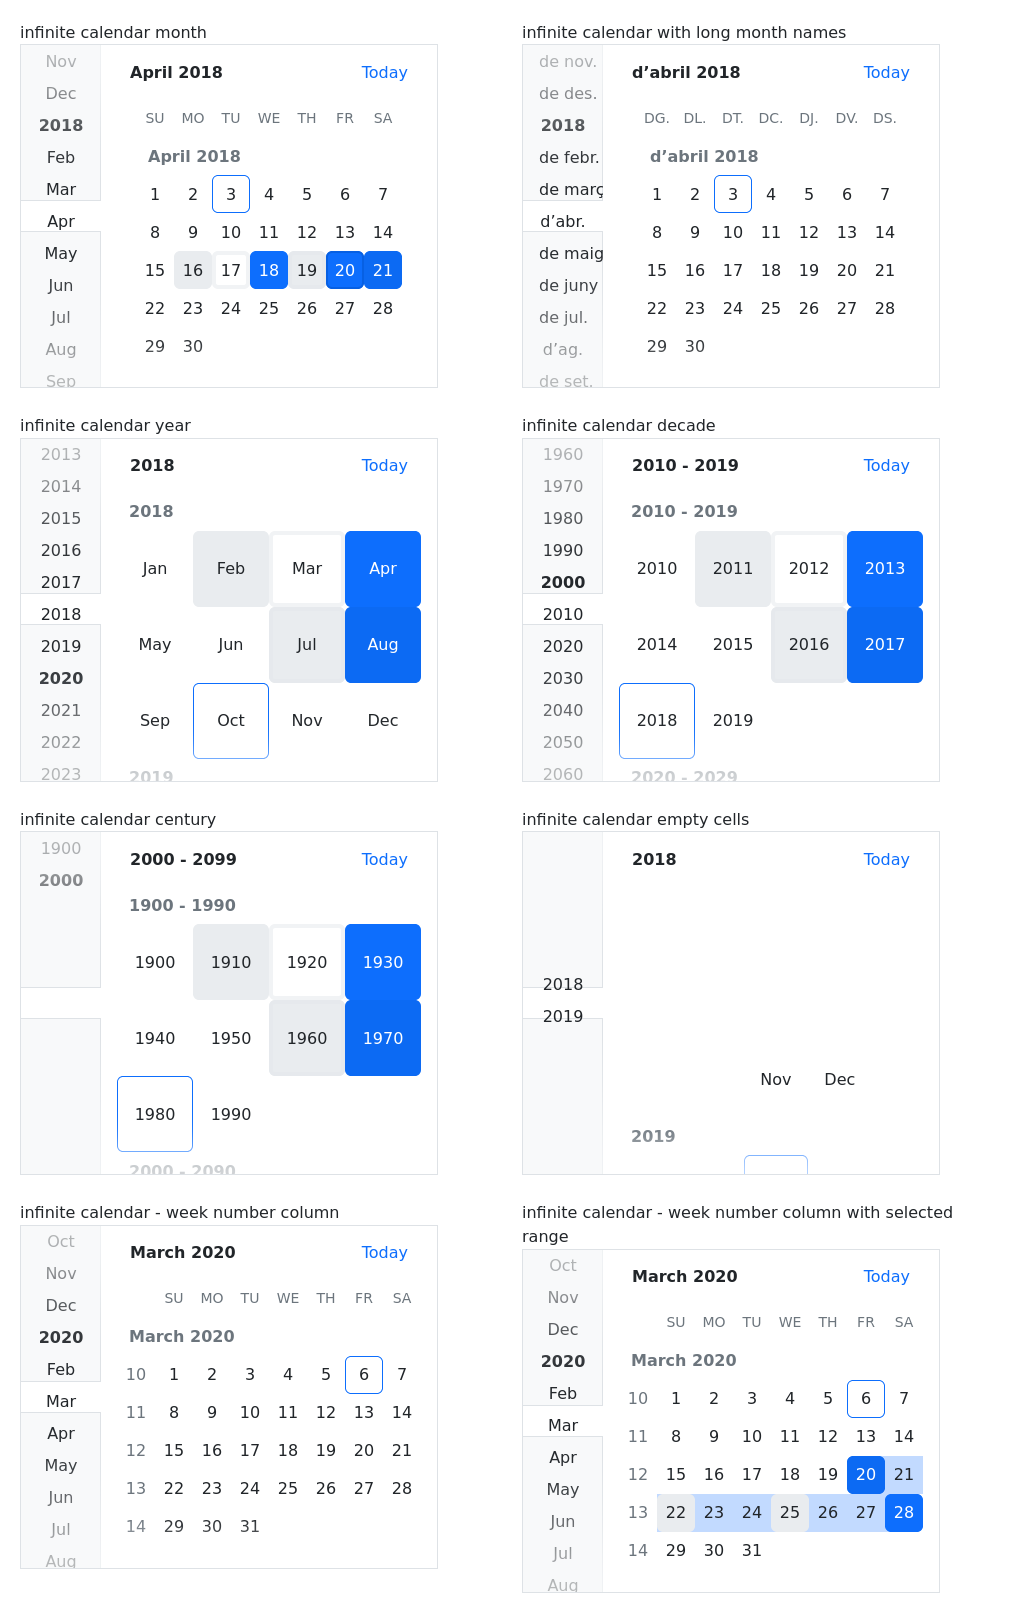 infinite calendar month
Nov
Dec
2018
Feb
Mar
Apr
May
Jun
Jul
Aug
Sep
April 2018 Today
SU MO TU WE TH FR SA
April 2018
1 2 3 4 5 6 7
8 9 10 11 12 13 14
15 16 17 18 19 20 21
22 23 24 25 26 27 28
29 30
infinite calendar with long month names
de nov.
de des.
2018
de febr.
de març
d’abr.
de maig
de juny
de jul.
d’ag.
de set.
d’abril 2018 Today
DG. DL. DT. DC. DJ. DV. DS.
d’abril 2018
1 2 3 4 5 6 7
8 9 10 11 12 13 14
15 16 17 18 19 20 21
22 23 24 25 26 27 28
29 30
infinite calendar year
2013
2014
2015
2016
2017
2018
2019
2020
2021
2022
2023
2018 Today
2018
Jan Feb Mar Apr
May Jun Jul Aug
Sep Oct Nov Dec
2019
infinite calendar decade
1960
1970
1980
1990
2000
2010
2020
2030
2040
2050
2060
2010 - 2019 Today
2010 - 2019
2010 2011 2012 2013
2014 2015 2016 2017
2018 2019
2020 - 2029
infinite calendar century
1900
2000
2000 - 2099 Today
1900 - 1990
1900 1910 1920 1930
1940 1950 1960 1970
1980 1990
2000 - 2090
infinite calendar empty cells
2018
2019
2018 Today
Nov Dec
2019
infinite calendar - week number column
Oct
Nov
Dec
2020
Feb
Mar
Apr
May
Jun
Jul
Aug
March 2020 Today
SU MO TU WE TH FR SA
March 2020
10 1 2 3 4 5 6 7
11 8 9 10 11 12 13 14
12 15 16 17 18 19 20 21
13 22 23 24 25 26 27 28
14 29 30 31
infinite calendar - week number column with selected
range
Oct
Nov
Dec
2020
Feb
Mar
Apr
May
Jun
Jul
Aug
March 2020 Today
SU MO TU WE TH FR SA
March 2020
10 1 2 3 4 5 6 7
11 8 9 10 11 12 13 14
12 15 16 17 18 19 20 21
13 22 23 24 25 26 27 28
14 29 30 31